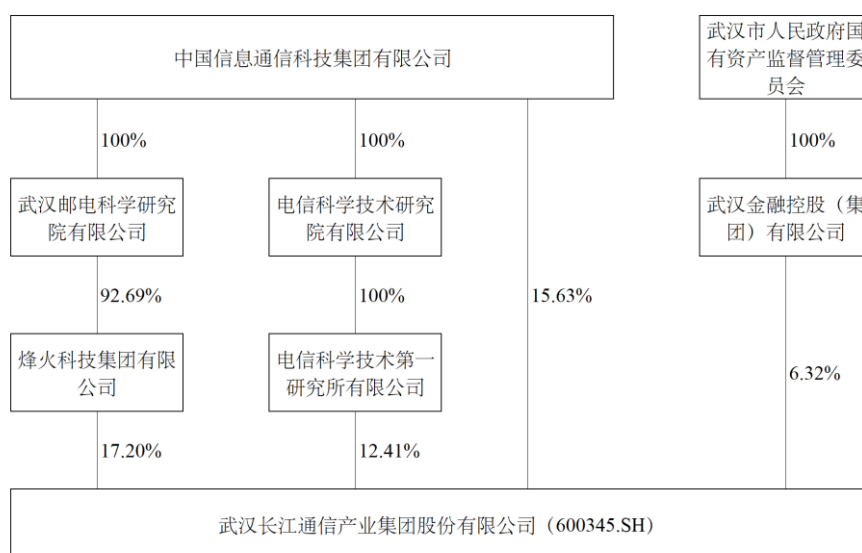 中国信息通信科技集团有限公司
武汉市人民政府国
有资产监督管理委
员会
100%
100%
100%
武汉邮电科学研究
院有限公司
电信科学技术研究
院有限公司
武汉金融控股（集
团）有限公司
92.69%
100%
15.63%
烽火科技集团有限
公司
电信科学技术第一
研究所有限公司
6.32%
17.20%
12.41%
武汉长江通信产业集团股份有限公司（600345.SH）